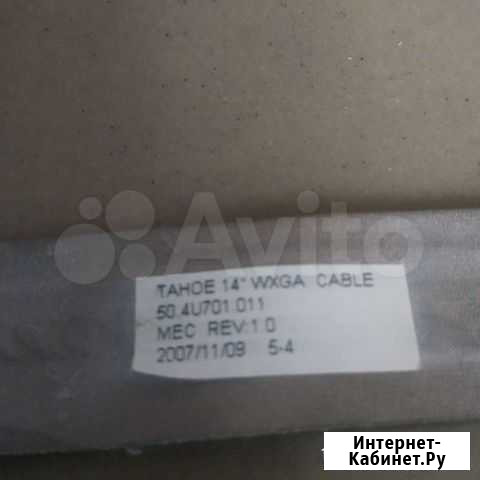 Avito
TAHOE 14" WXGA CABLE
50.4U701.011
MEC REV:1.0
2007/11/09 5-4
Интернет-
Кабинет.Ру